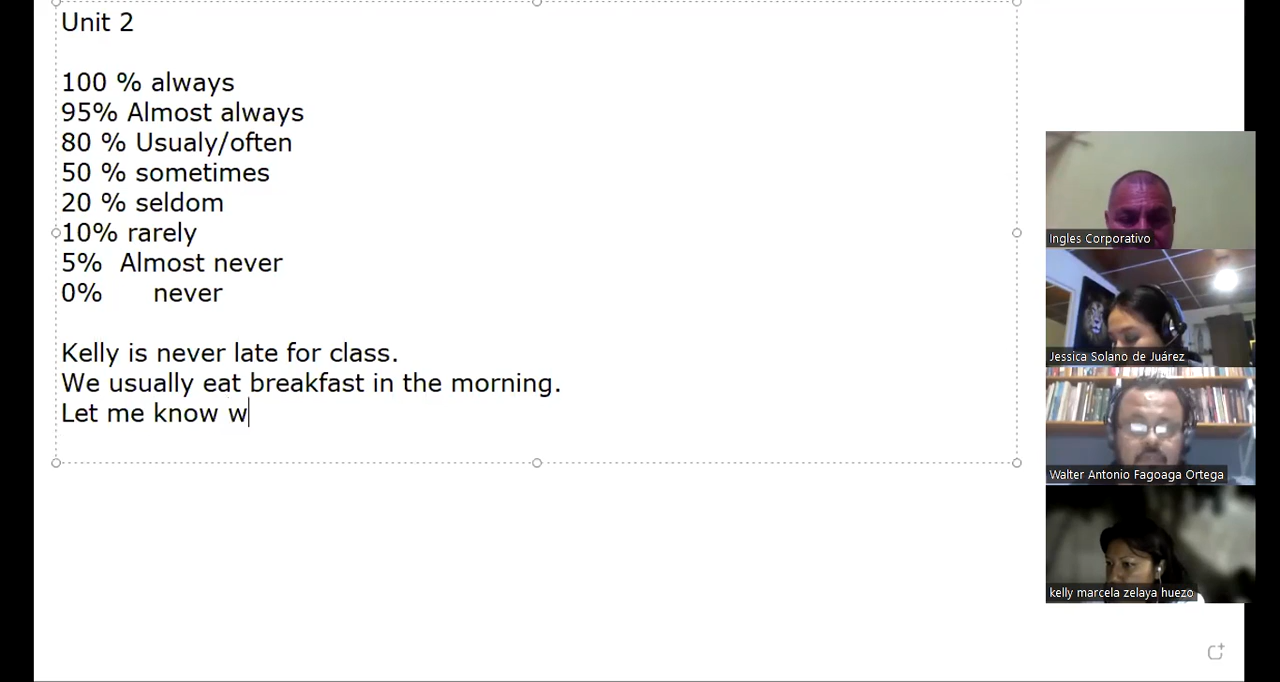 Unit 2
100 % always
95% Almost always
80 % Usualy/often
50 % sometimes
20 % seldom
10% rarely
5% Almost never
0% never
Kelly is never late for class.
We usually eat breakfast in the morning.
Let me know w
Ingles Corporativo
Jessica Solano de Juárez
Walter Antonio Fagoaga Ortega
kelly marcela zelaya huezo